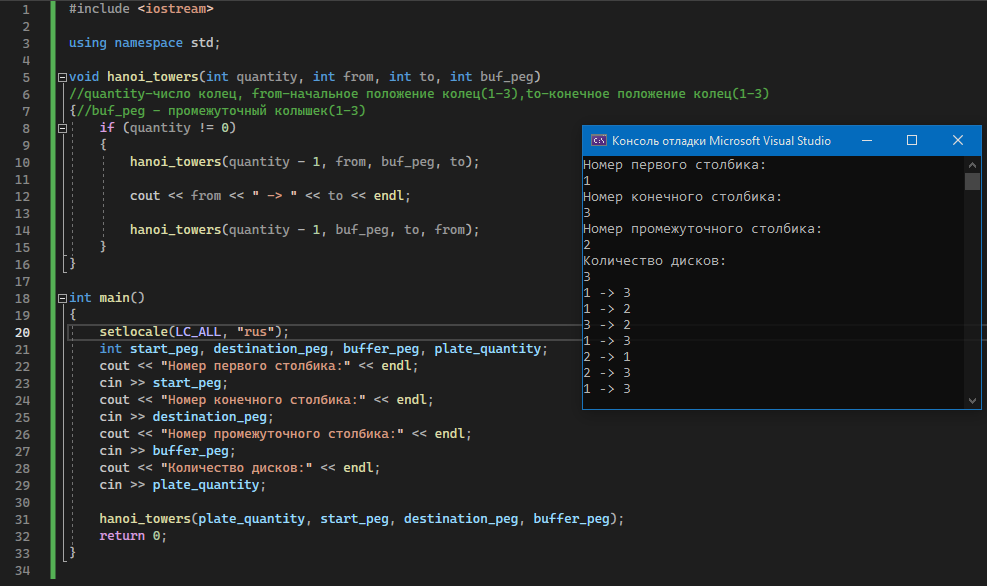 1 #include <iostream>
2
3 using namespace std;
4
5 void hanoi_towers(int quantity, int from, int to, int buf_peg)
6 //quantity-число колец, from-начальное положение колец(1-3),to-конечное положение колец(1-3)
7 {//buf_peg - промежуточный колышек(1-3)
8 if (quantity != 0)
9 {
10 hanoi_towers(quantity - 1, from, buf_peg, to);
11
12 cout << from << " -> " << to << endl;
13
14 hanoi_towers(quantity - 1, buf_peg, to, from);
15 }
16 }
17
18 int main()
19 {
20 setlocale(LC_ALL, "rus");
21 int start_peg, destination_peg, buffer_peg, plate_quantity;
22 cout << "Номер первого столбика:" << endl;
23 cin >> start_peg;
24 cout << "Номер конечного столбика:" << endl;
25 cin >> destination_peg;
26 cout << "Номер промежуточного столбика:" << endl;
27 cin >> buffer_peg;
28 cout << "Количество дисков:" << endl;
29 cin >> plate_quantity;
30
31 hanoi_towers(plate_quantity, start_peg, destination_peg, buffer_peg);
32 return 0;
33 }
34
Консоль отладки Microsoft Visual Studio
Номер первого столбика:
1
Номер конечного столбика:
3
Номер промежуточного столбика:
2
Количество дисков:
3
1 -> 3
1 -> 2
3 -> 2
1 -> 3
2 -> 1
2 -> 3
1 -> 3